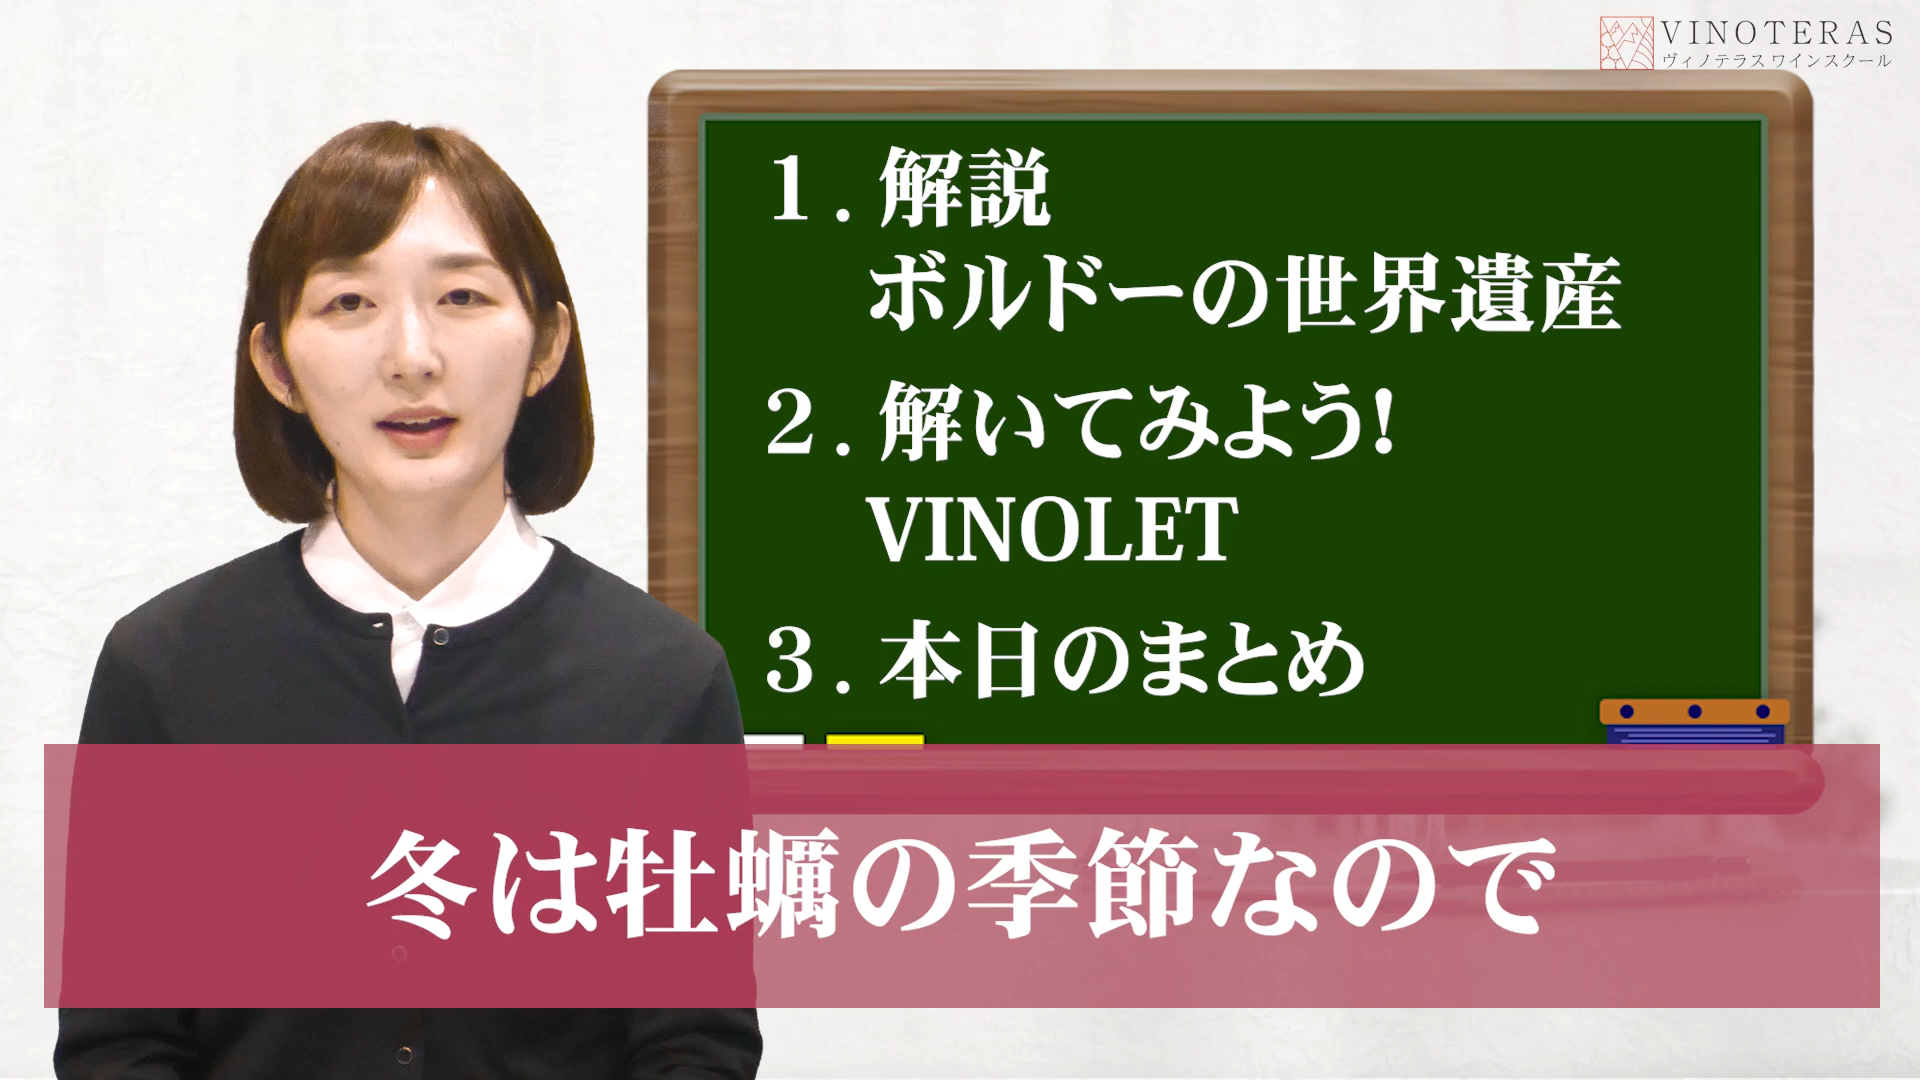 VINOTERAS
ヴィノテラス ワインスクール
1. 解説
ボルドーの世界遺産
2. 解いてみよう!
VINOLET
3. 本日のまとめ
冬は牡蠣の季節なので